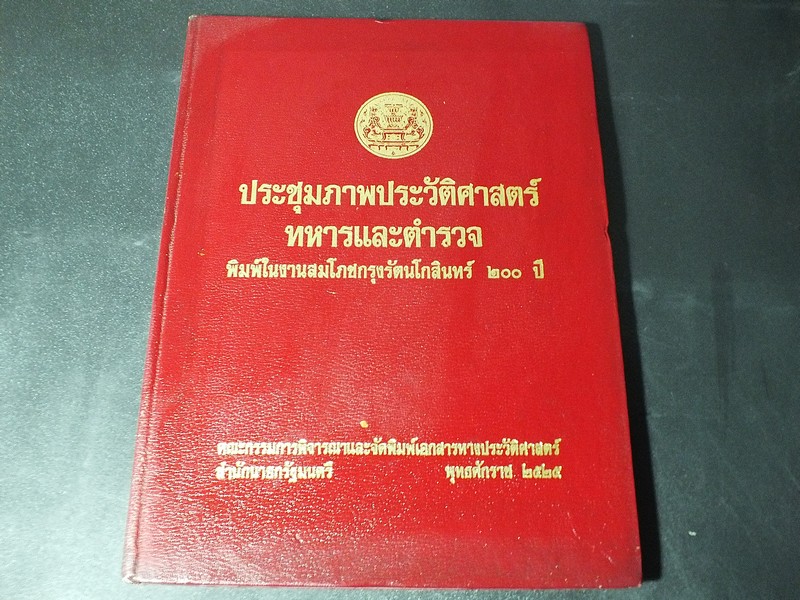 ประชุมภาพประวัติศาสตร์
ทหารและตำรวจ
พิมพ์ในงานสมโภชกรุงรัตนโกสินทร์ ๒๐๐ ปี
คณะกรรมการพิจารณาและจัดพิมพ์เอกสารทางประวัติศาสตร์
สำนักนายกรัฐมนตรี พุทธศักราช ๒๕๒๕